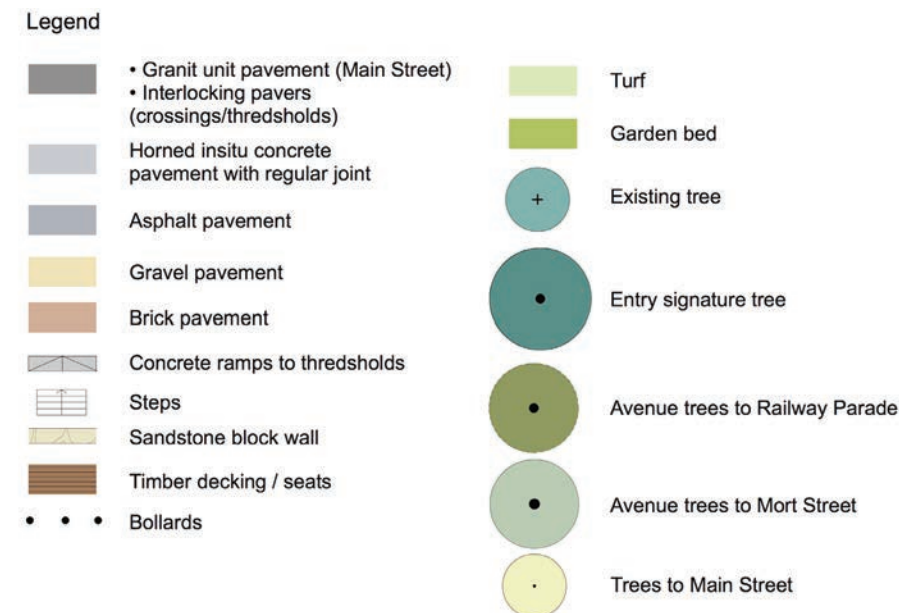 Legend
• Granit unit pavement (Main Street)
• Interlocking pavers
(crossings/thredsholds)
Horned insitu concrete
pavement with regular joint
Asphalt pavement
Gravel pavement
Brick pavement
Concrete ramps to thredsholds
Steps
Sandstone block wall
Timber decking / seats
Bollards
Turf
Garden bed
Existing tree
Entry signature tree
Avenue trees to Railway Parade
Avenue trees to Mort Street
Trees to Main Street